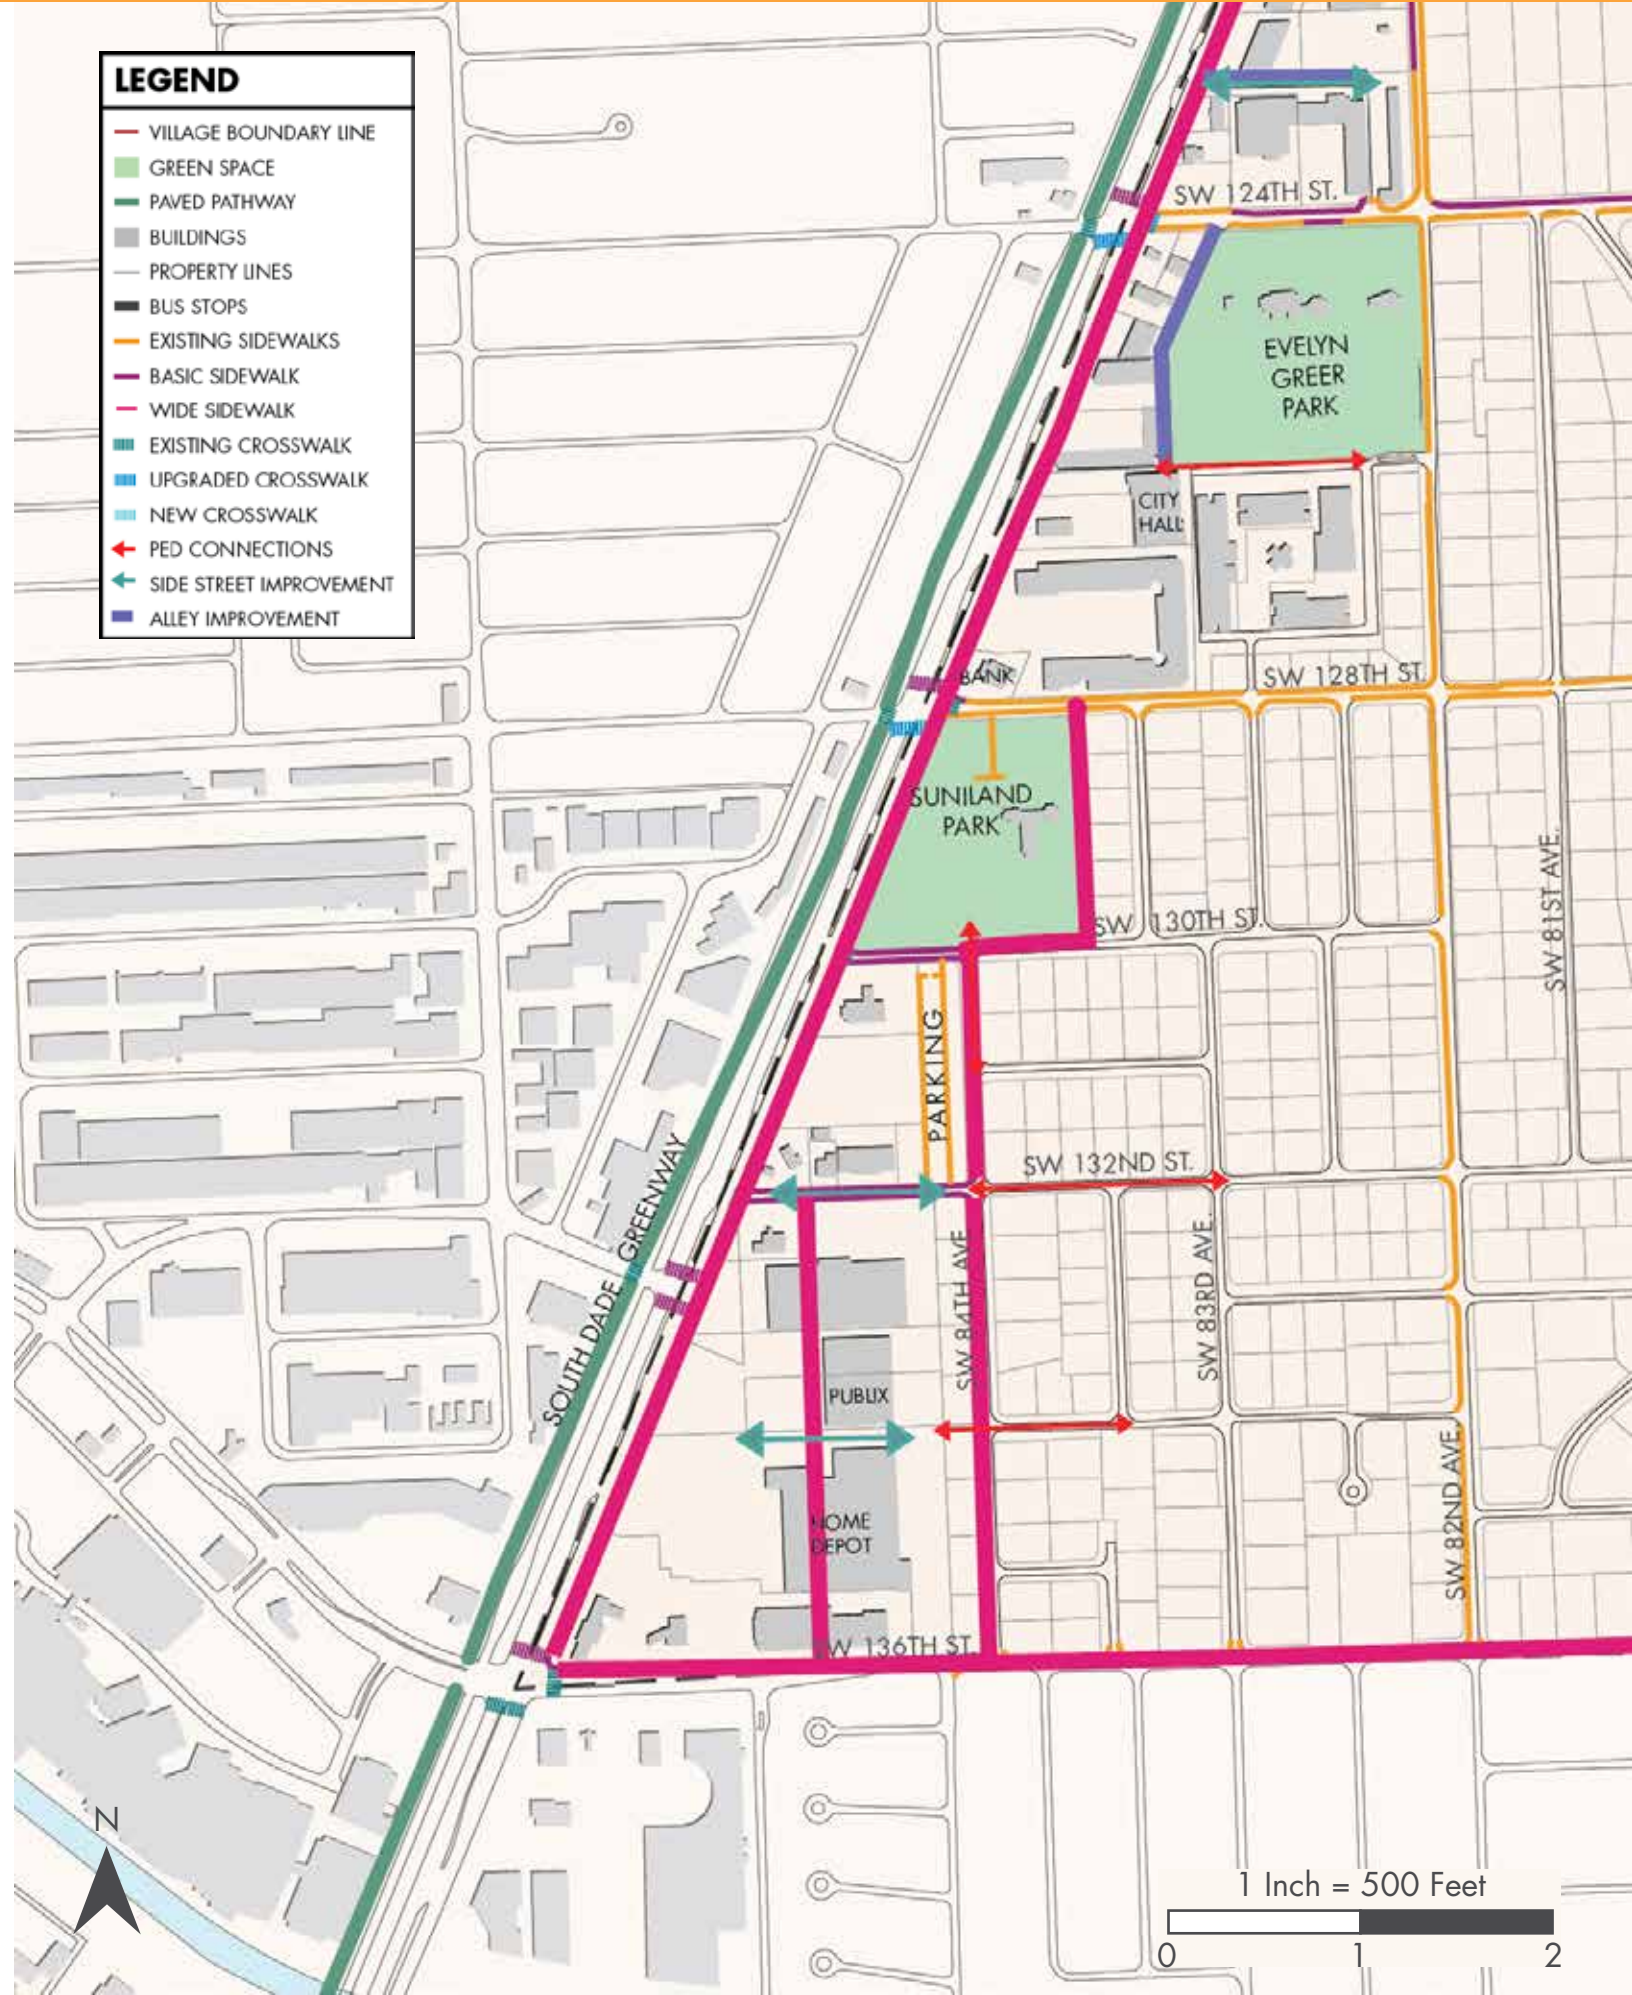 LEGEND
VILLAGE BOUNDARY LINE
GREEN SPACE
PAVED PATHWAY
BUILDINGS
PROPERTY LINES
BUS STOPS
EXISTING SIDEWALKS
BASIC SIDEWALK
WIDE SIDEWALK
EXISTING CROSSWALK
UPGRADED CROSSWALK
NEW CROSSWALK
PED CONNECTIONS
SIDE STREET IMPROVEMENT
ALLEY IMPROVEMENT
SW 124TH ST.
EVELYN
GREER
PARK
CITY
HALL
BANK
SW 128TH ST.
SUNILAND
PARK
SW 130TH ST.
SW 81ST AVE.
PARKING
SW 132ND ST.
SOUTH DADE GREENWAY
SW 84TH AVE.
SW 83RD AVE.
PUBLIX
HOME
DEPOT
SW 82ND AVE.
SW 136TH ST.
N
1 Inch = 500 Feet
0 1 2